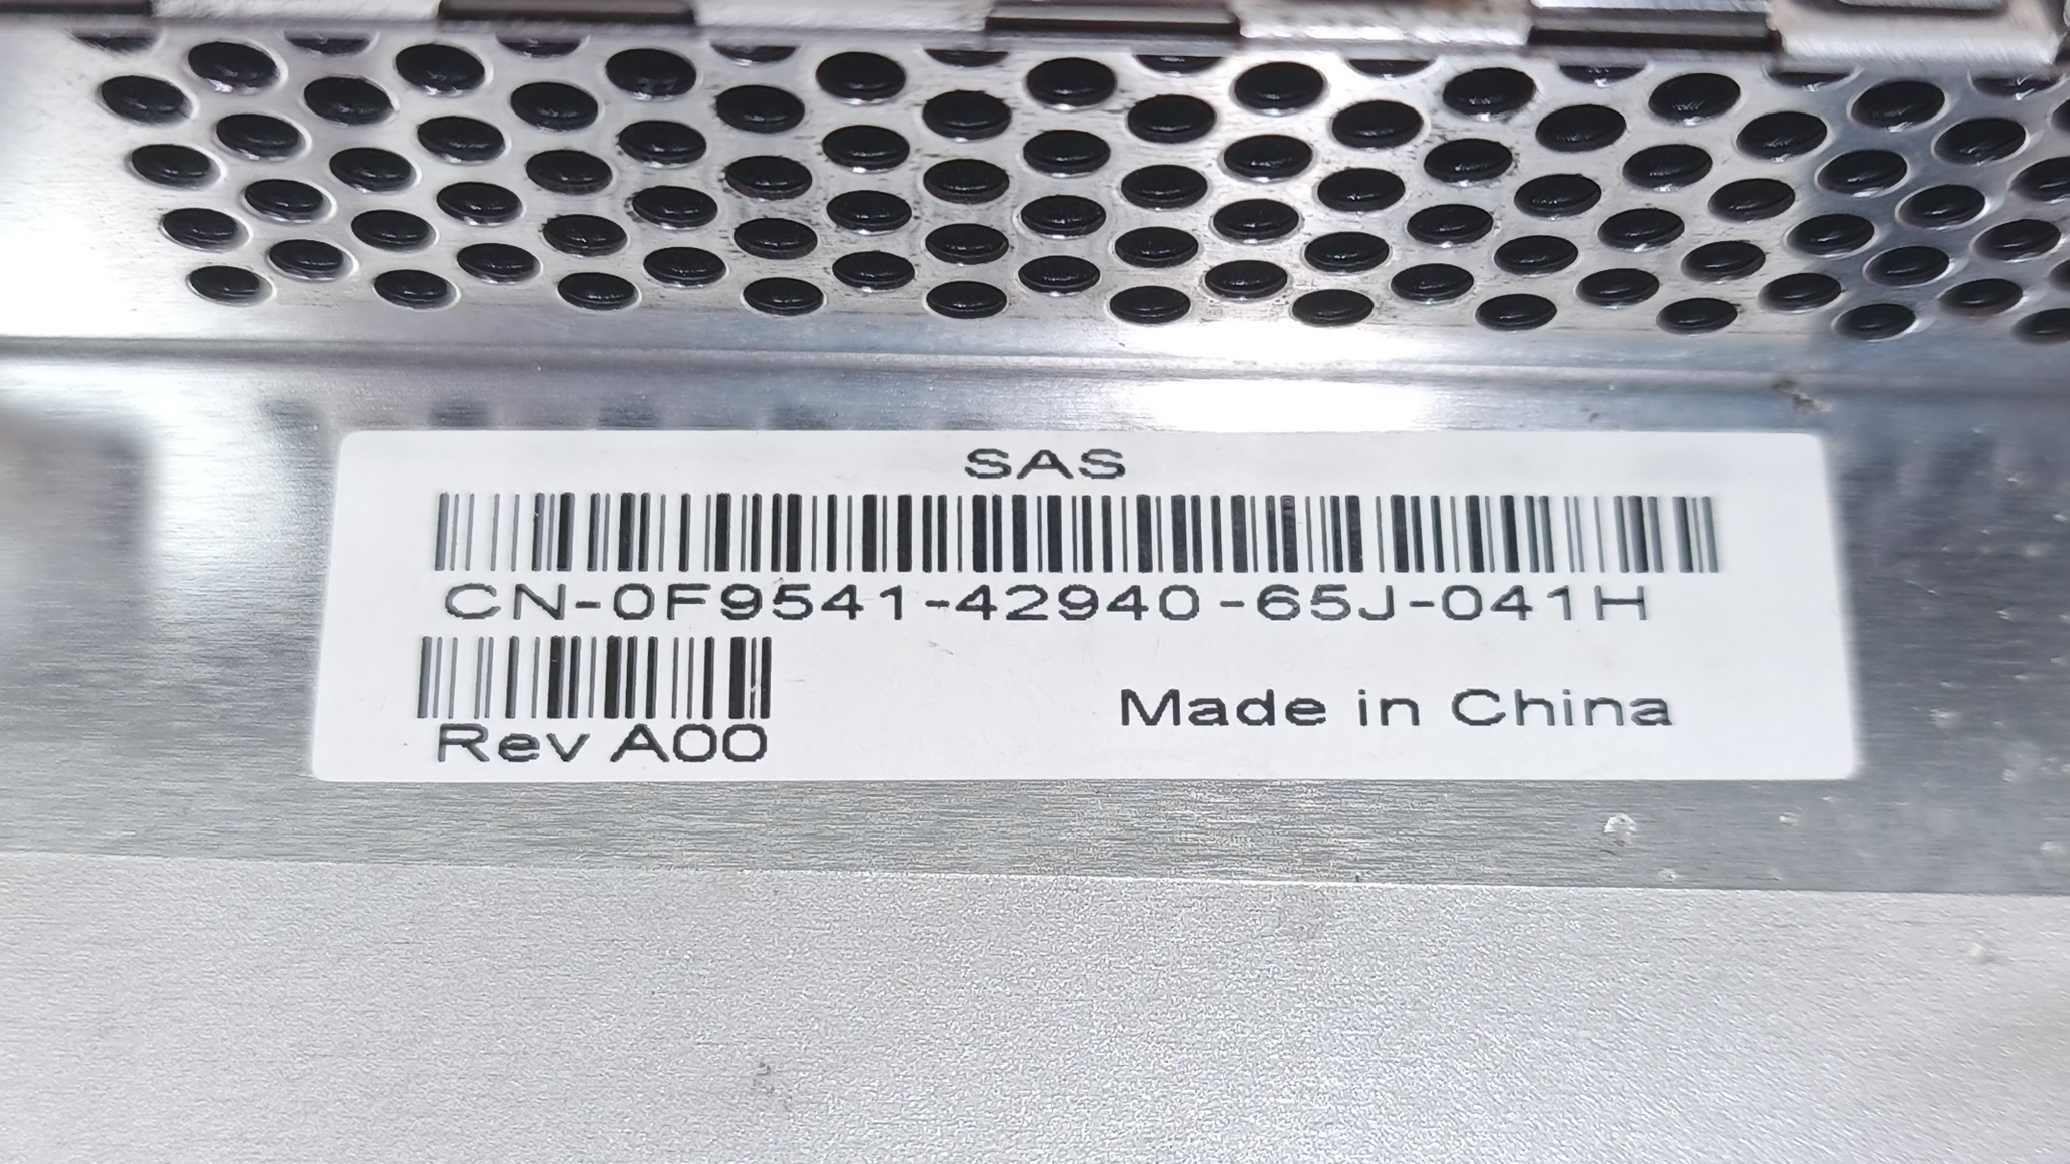 SAS
CN-0F9541-42940-65J-041H
Rev A00
Made in China